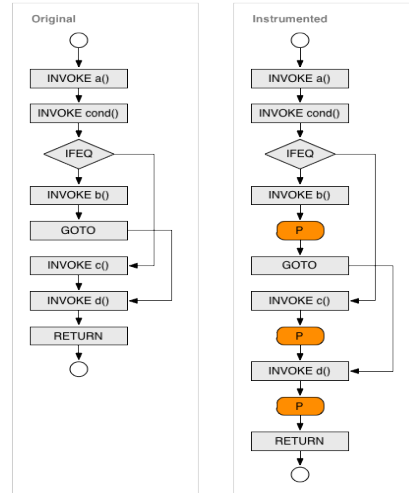 Original
INVOKE a()
INVOKE cond()
IFEQ
INVOKE b()
GOTO
INVOKE c()
INVOKE d()
RETURN
Instrumented
INVOKE a()
INVOKE cond()
IFEQ
INVOKE b()
P
GOTO
INVOKE c()
P
INVOKE d()
P
RETURN